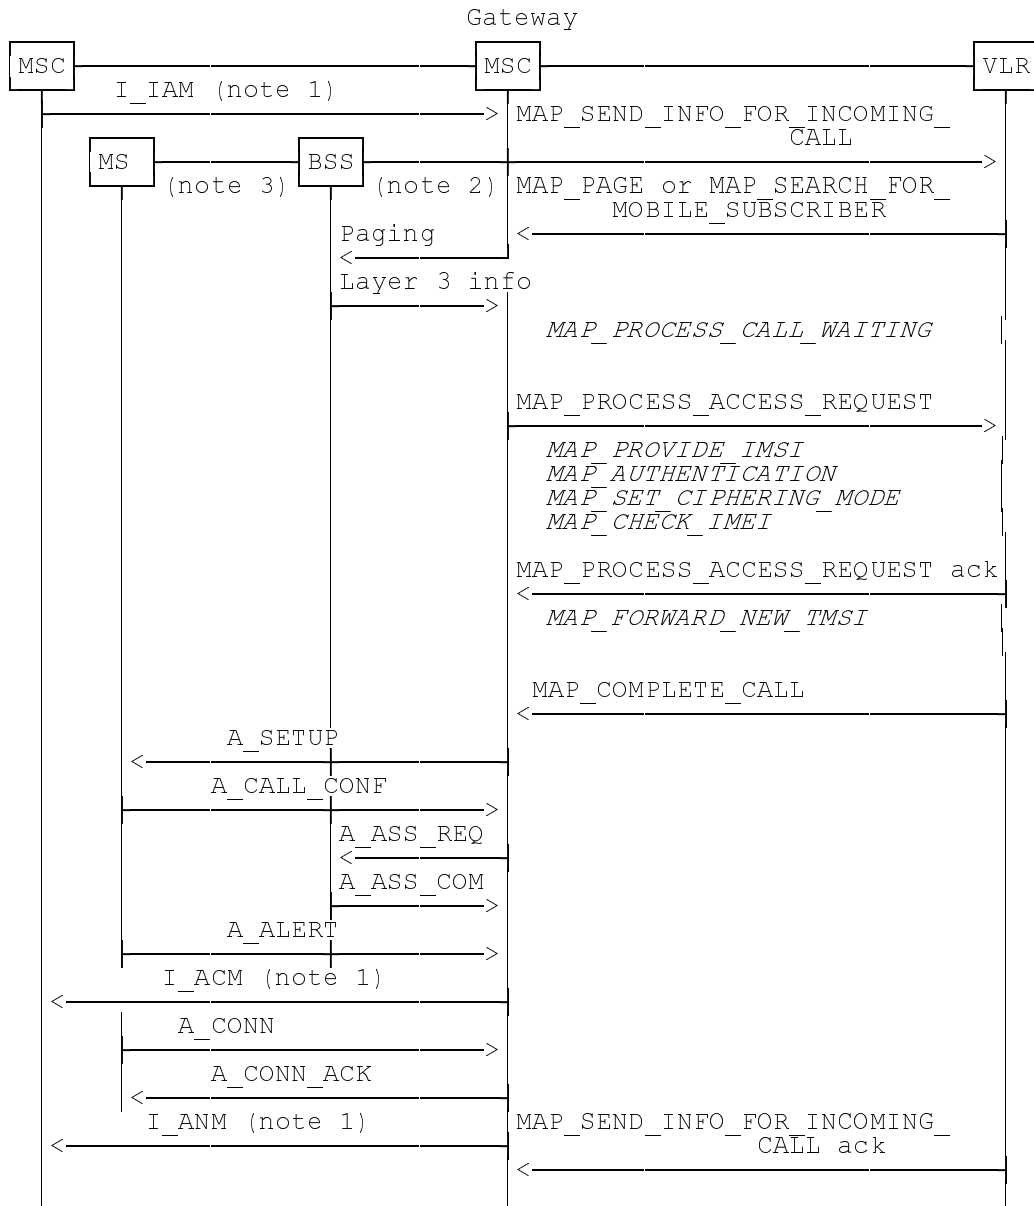 Gateway
MSC MSC VLR
I_IAM (note 1)
MAP_SEND_INFO_FOR_INCOMING_
CALL
MS BSS
(note 3) (note 2) MAP_PAGE or MAP_SEARCH_FOR_
MOBILE_SUBSCRIBER
Paging
Layer 3 info
MAP_PROCESS_CALL_WAITING
MAP_PROCESS_ACCESS_REQUEST
MAP_PROVIDE_IMSI
MAP_AUTHENTICATION
MAP_SET_CIPHERING_MODE
MAP_CHECK_IMEI
MAP_PROCESS_ACCESS_REQUEST ack
MAP_FORWARD_NEW_TMSI
MAP_COMPLETE_CALL
A_SETUP
A_CALL_CONF
A_ASS_REQ
A_ASS_COM
A_ALERT
I_ACM (note 1)
A_CONN
A_CONN_ACK
I_ANM (note 1) MAP_SEND_INFO_FOR_INCOMING_
CALL ack